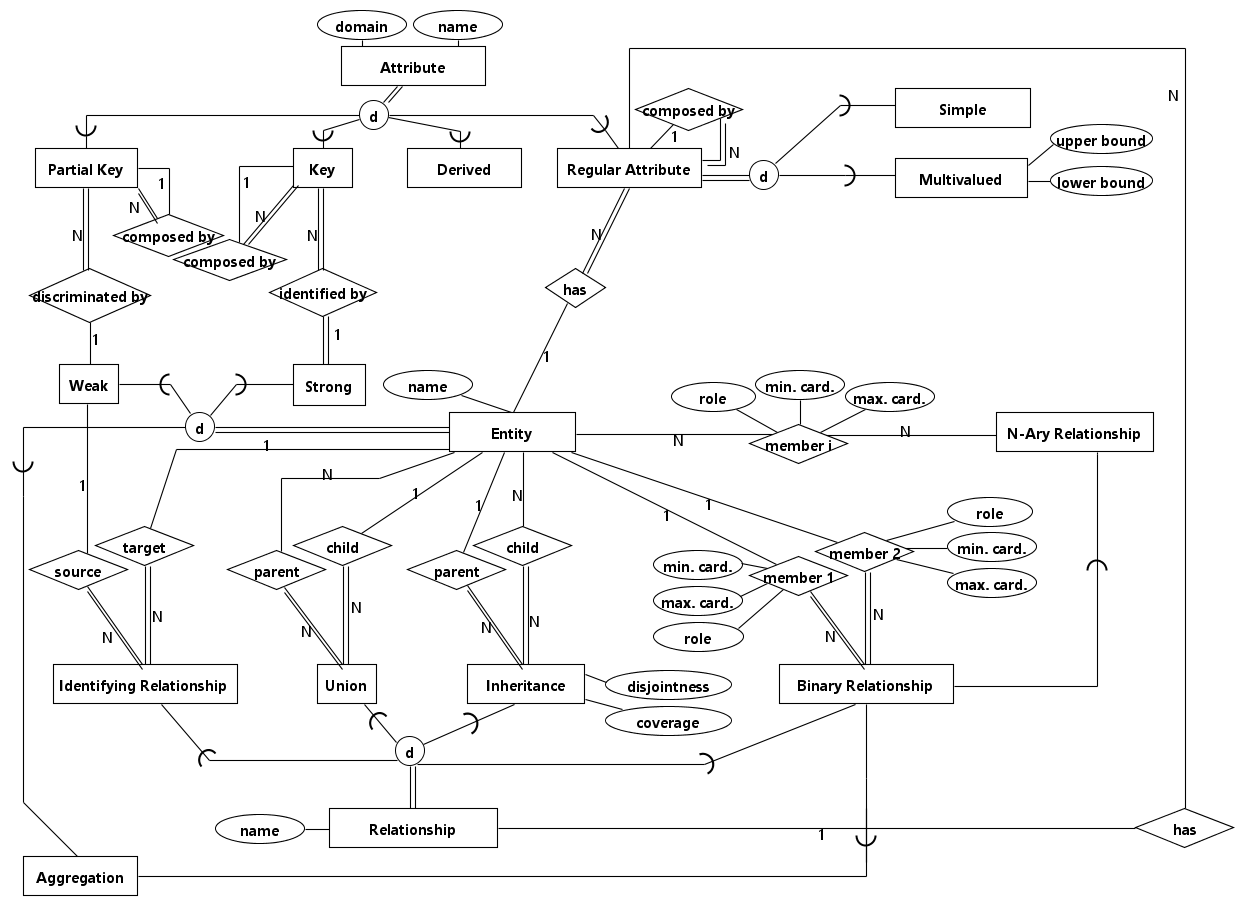 domain
name
Attribute
d
N
composed by
Simple
1
N
upper bound
Partial Key
Key
Derived
Regular Attribute
d
Multivalued
lower bound
1
1
N
N
N
composed by
N
N
composed by
discriminated by
identified by
has
1
1
1
Weak
Strong
name
role
min. card.
max. card.
d
Entity
N
member i
N
N-Ary Relationship
1
N
1
1
N
1
1
1
role
target
child
child
member 2
min. card.
source
parent
parent
min. card.
member 1
max. card.
max. card.
N
N
N
N
N
N
N
N
role
Identifying Relationship
Union
Inheritance
disjointness
Binary Relationship
coverage
d
name
Relationship
1
has
Aggregation